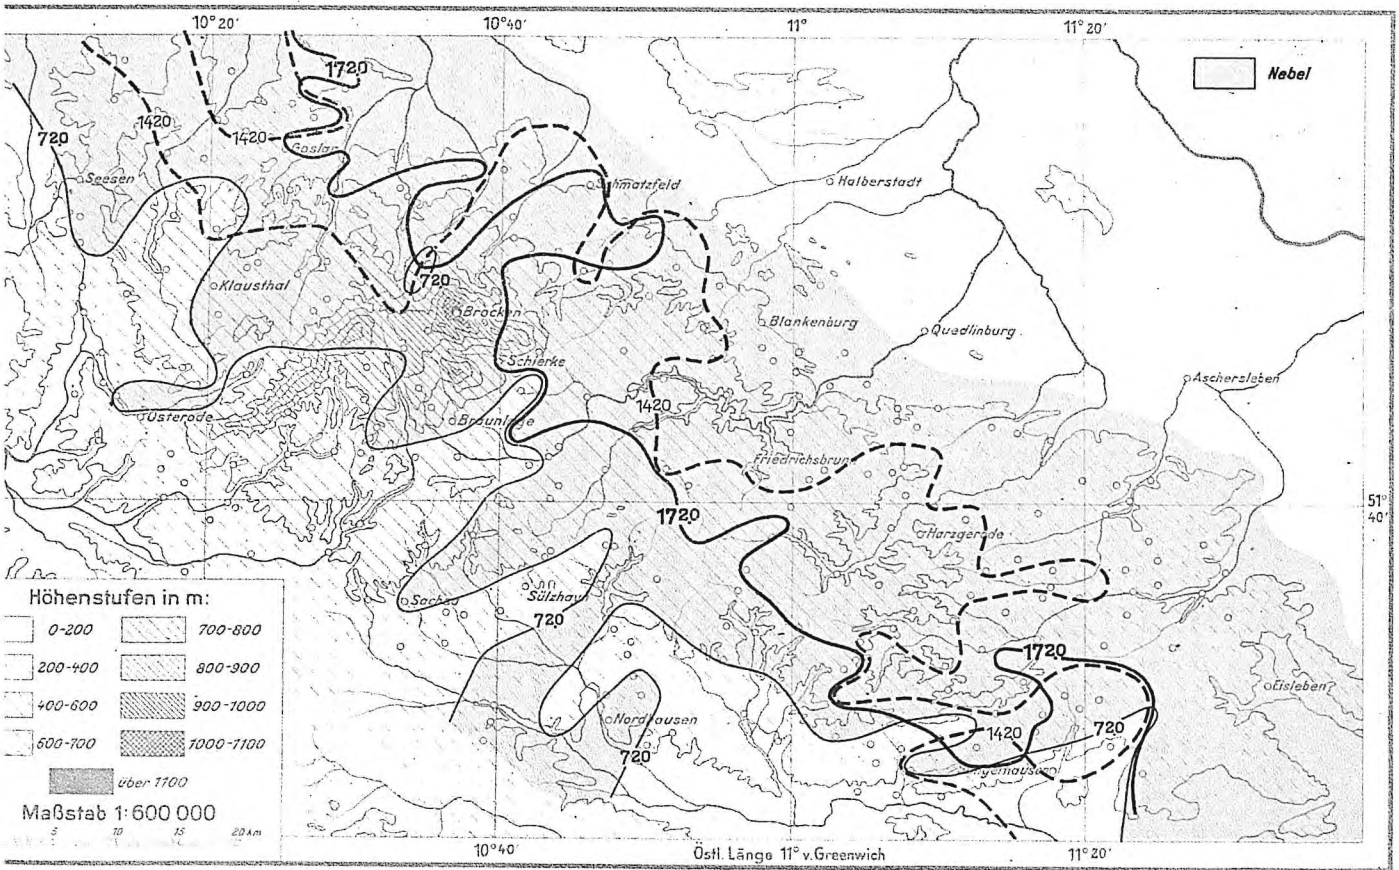 10°20' 10°40' 11° 11°20'
Nebel
1720
720
1420
1420
Goslar
Seesen
Schmatzfeld
Halberstadt
720
Klausthal
Brocken
Blankenburg
Quedlinburg
Schierke
Aschersleben
Osterode
Braunlage
1420
Friedrichsbrunn
51°
40'
1720
Harzgerode
Sachsa
Sülzhayn
720
1720
Eisleben
Nordhausen
720
1420
720
Höhenstufen in m:
0-200 700-800
200-400 800-900
400-600 900-1000
600-700 1000-1100
über 1100
Maßstab 1:600 000
5 10 15 20 km
10°40' Östl. Länge 11° v. Greenwich 11°20'